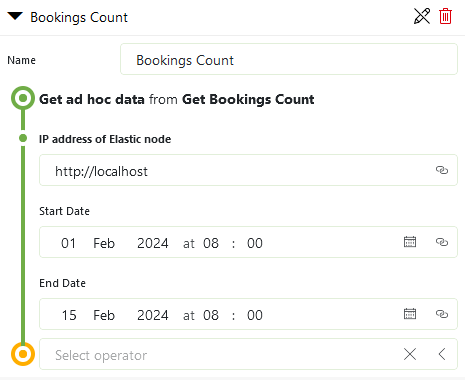 Bookings Count
Name Bookings Count
Get ad hoc data from Get Bookings Count
IP address of Elastic node
http://localhost
Start Date
01 Feb 2024 at 08 : 00
End Date
15 Feb 2024 at 08 : 00
Select operator